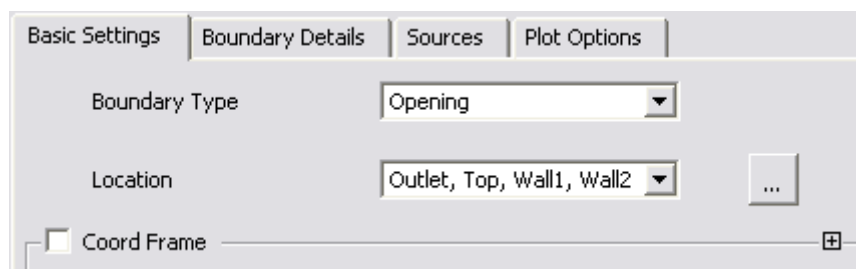 Basic Settings Boundary Details Sources Plot Options
Boundary Type Opening
Location Outlet, Top, Wall1, Wall2 ...
Coord Frame